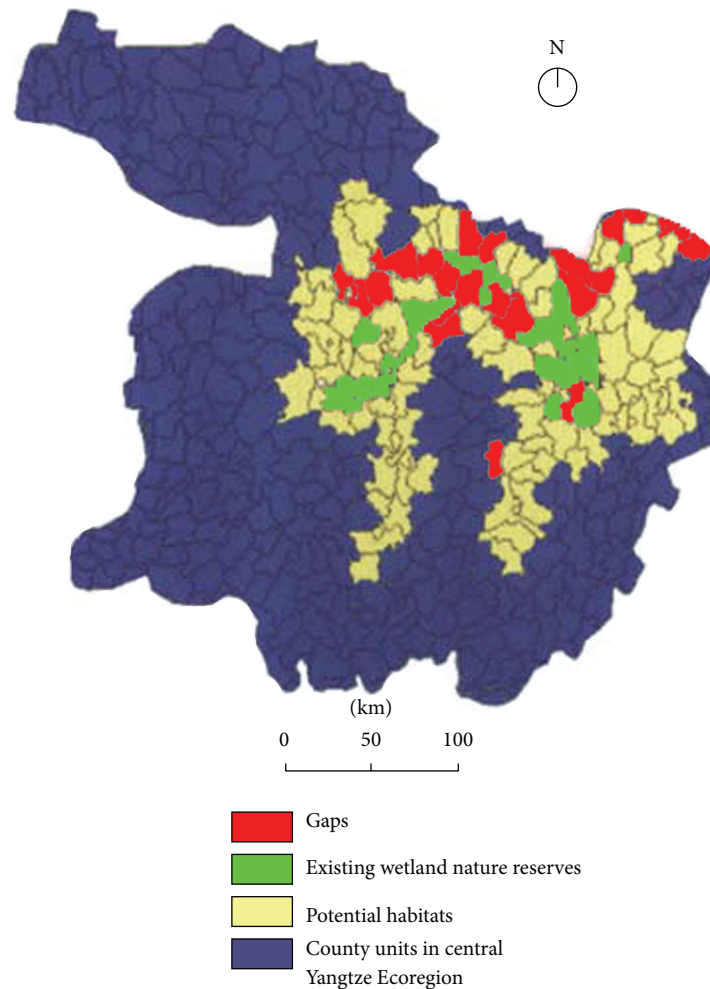 N
(km)
0 50 100
Gaps
Existing wetland nature reserves
Potential habitats
County units in central
Yangtze Ecoregion